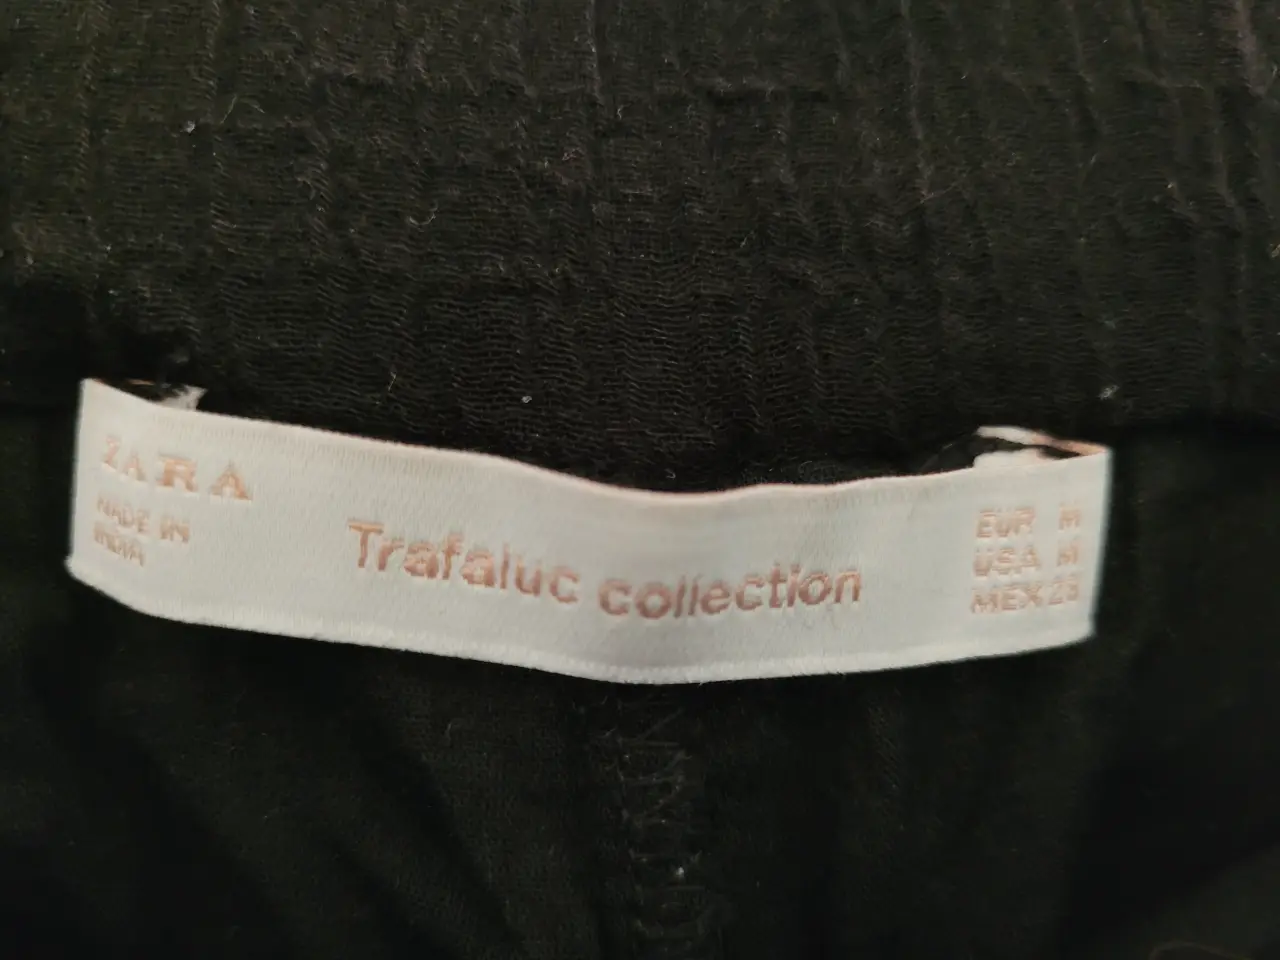 ZARA
MADE IN
INDIA
Trafaluc collection
EUR M
USA M
MEX 28